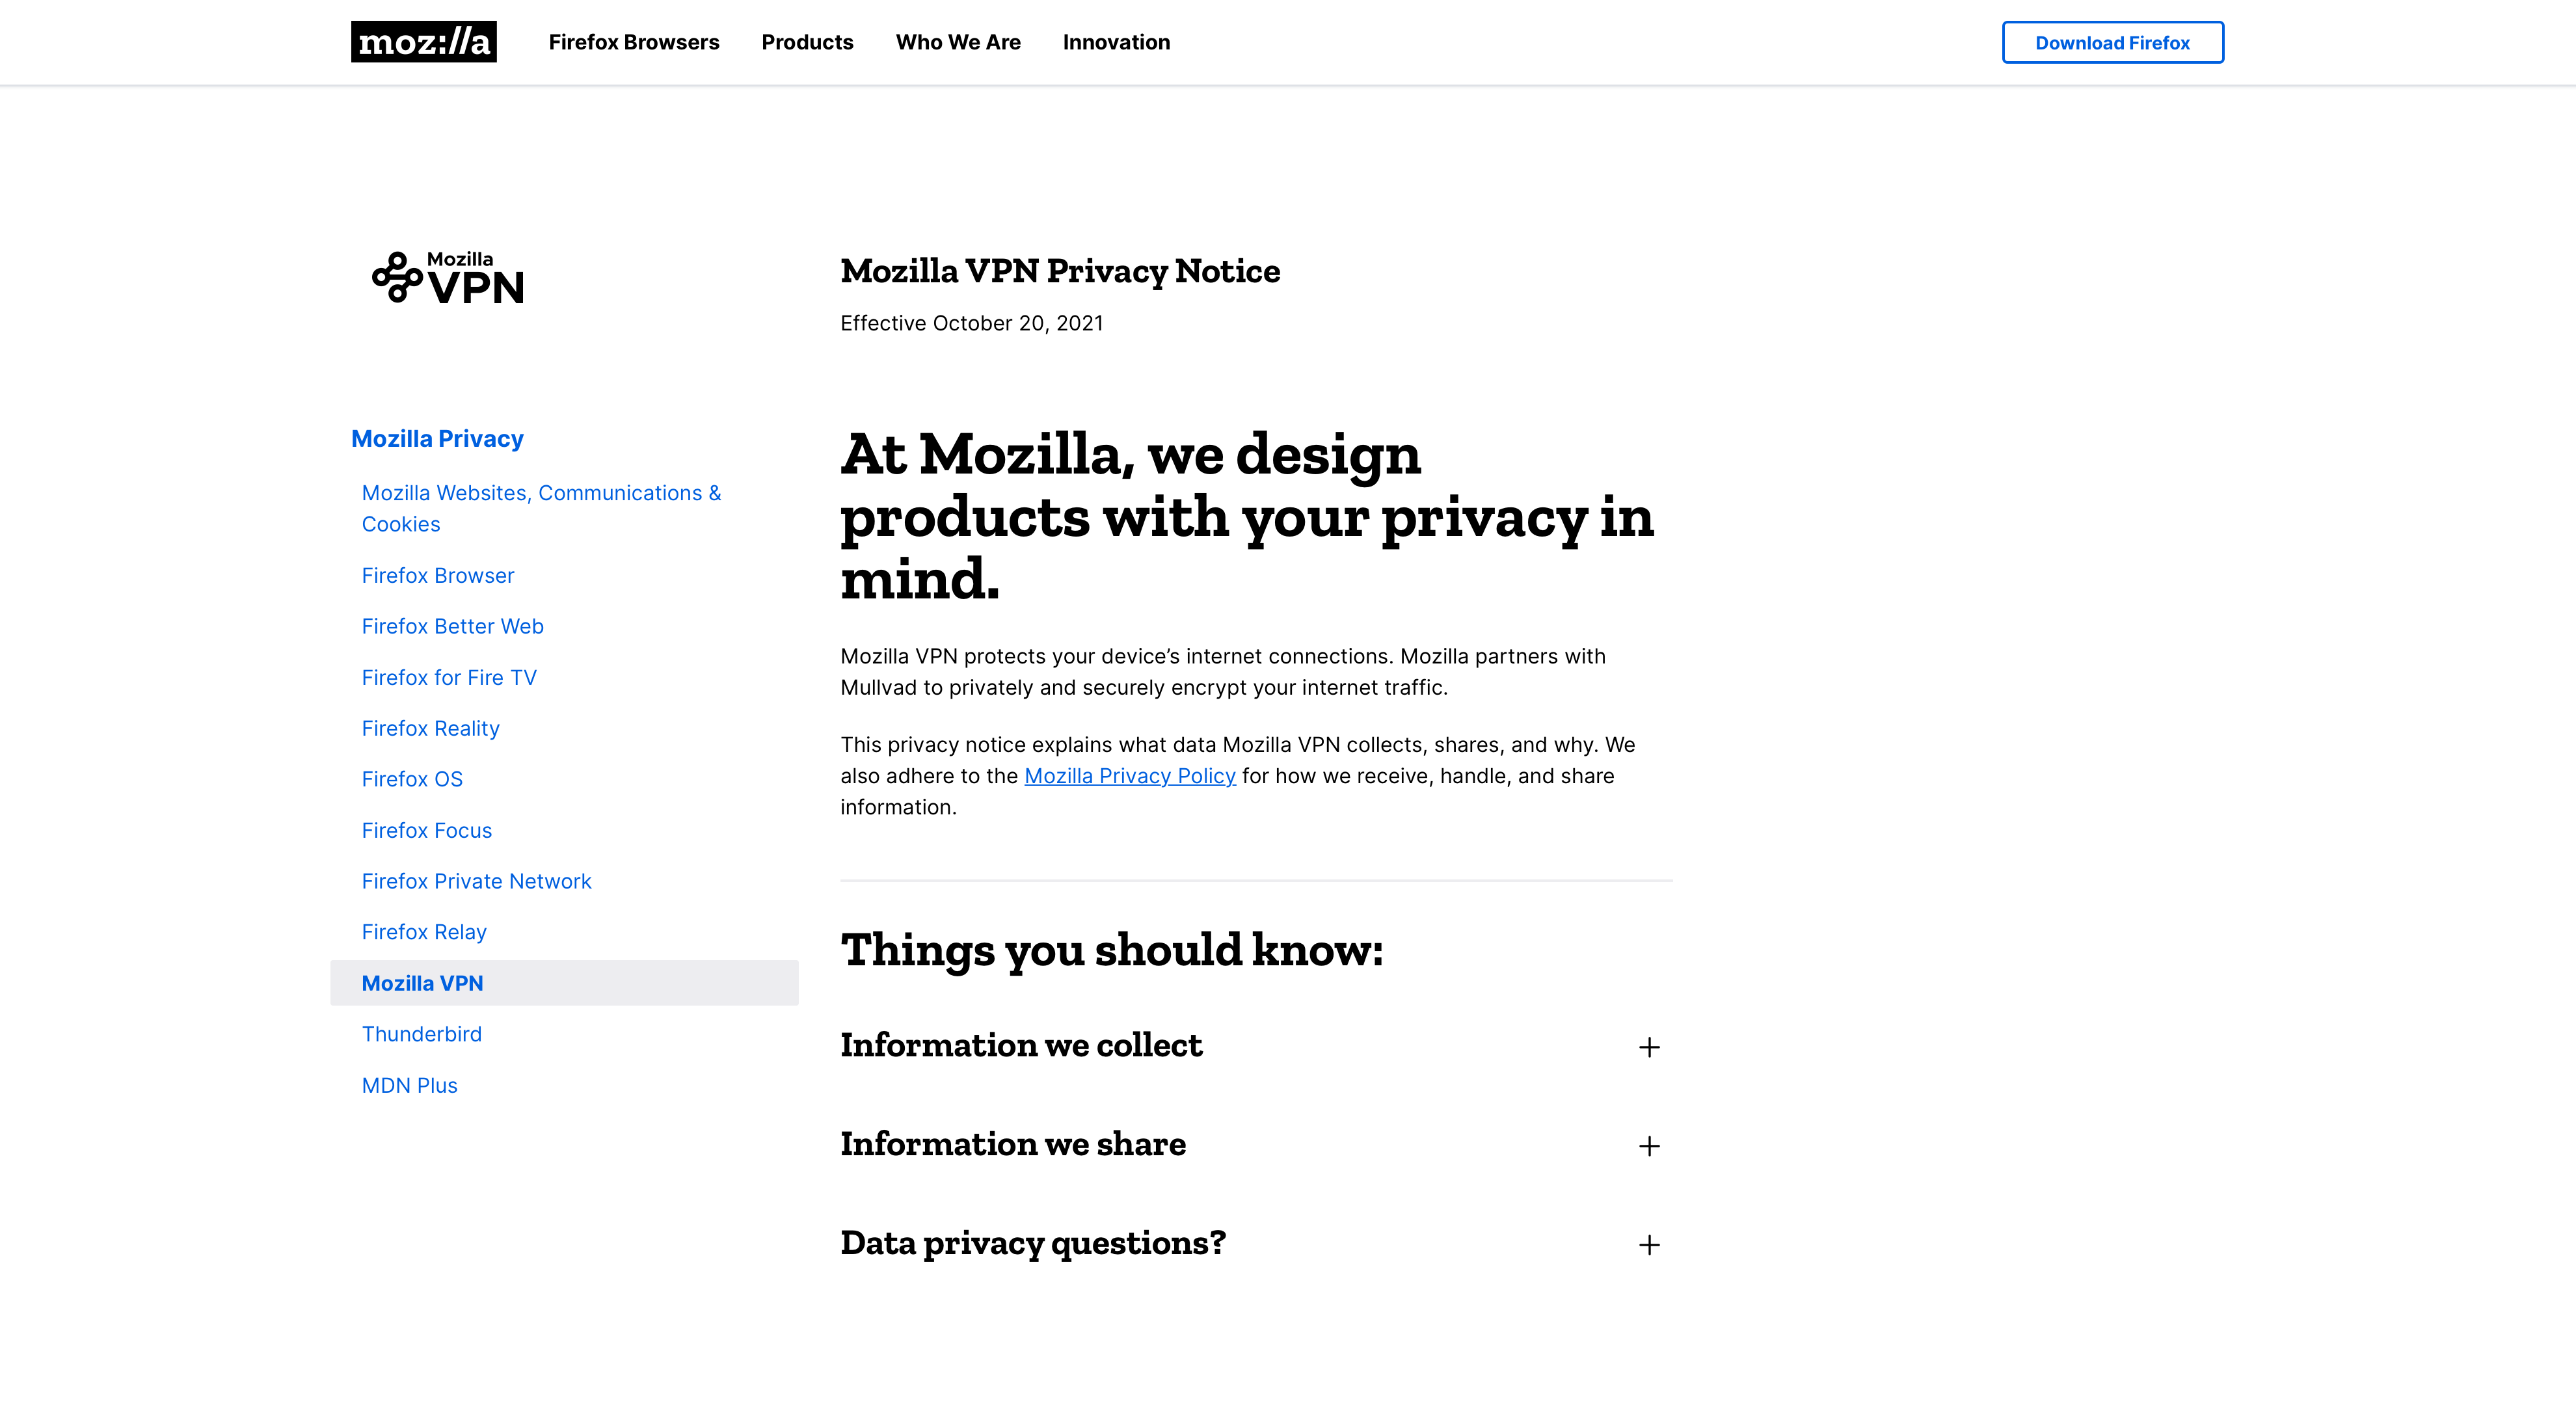 moz://a Firefox Browsers Products Who We Are Innovation Download Firefox
Mozilla
VPN
Mozilla VPN Privacy Notice
Effective October 20, 2021
Mozilla Privacy
Mozilla Websites, Communications &
Cookies
Firefox Browser
Firefox Better Web
Firefox for Fire TV
Firefox Reality
Firefox OS
Firefox Focus
Firefox Private Network
Firefox Relay
Mozilla VPN
Thunderbird
MDN Plus
At Mozilla, we design
products with your privacy in
mind.
Mozilla VPN protects your device’s internet connections. Mozilla partners with
Mullvad to privately and securely encrypt your internet traffic.
This privacy notice explains what data Mozilla VPN collects, shares, and why. We
also adhere to the Mozilla Privacy Policy for how we receive, handle, and share
information.
Things you should know:
Information we collect +
Information we share +
Data privacy questions? +